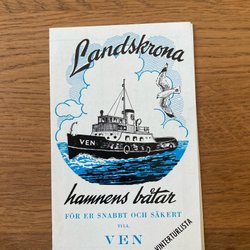 Landskrona
VEN
hamnens båtar
FÖR ER SNABBT OCH SÄKERT
TILL
VEN
VINTERTURLISTA